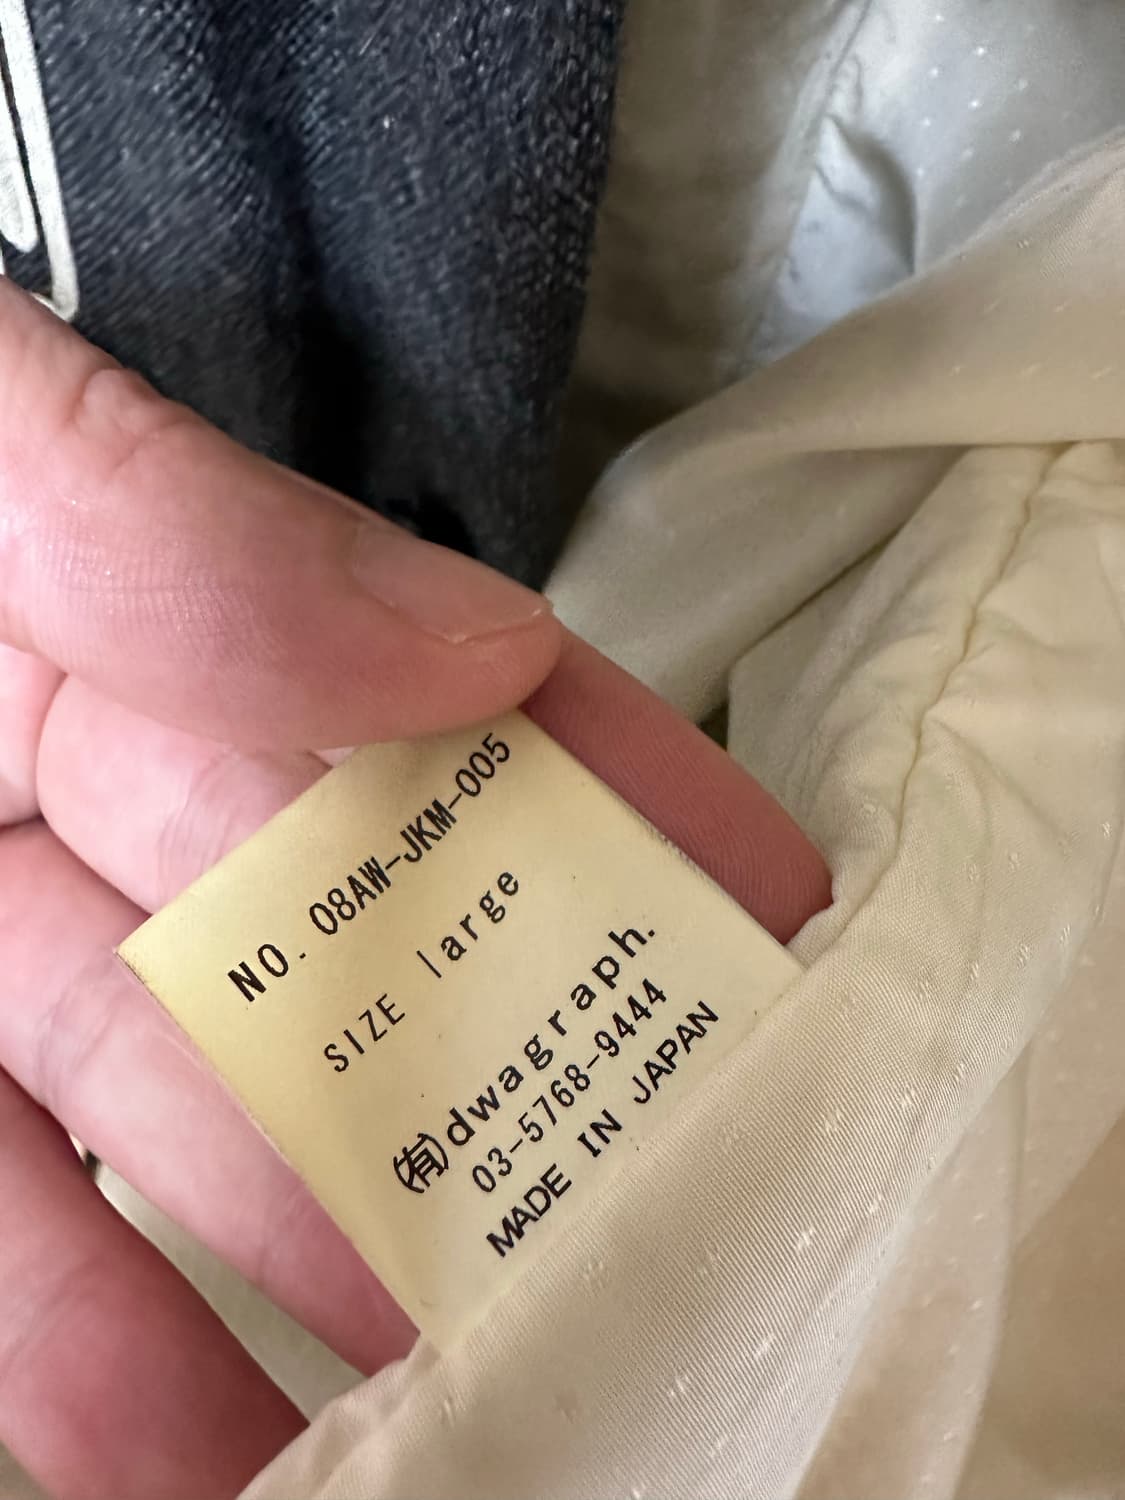 NO. 08AW-JKM-005
SIZE large
(有)dwagraph.
03-5768-9444
MADE IN JAPAN